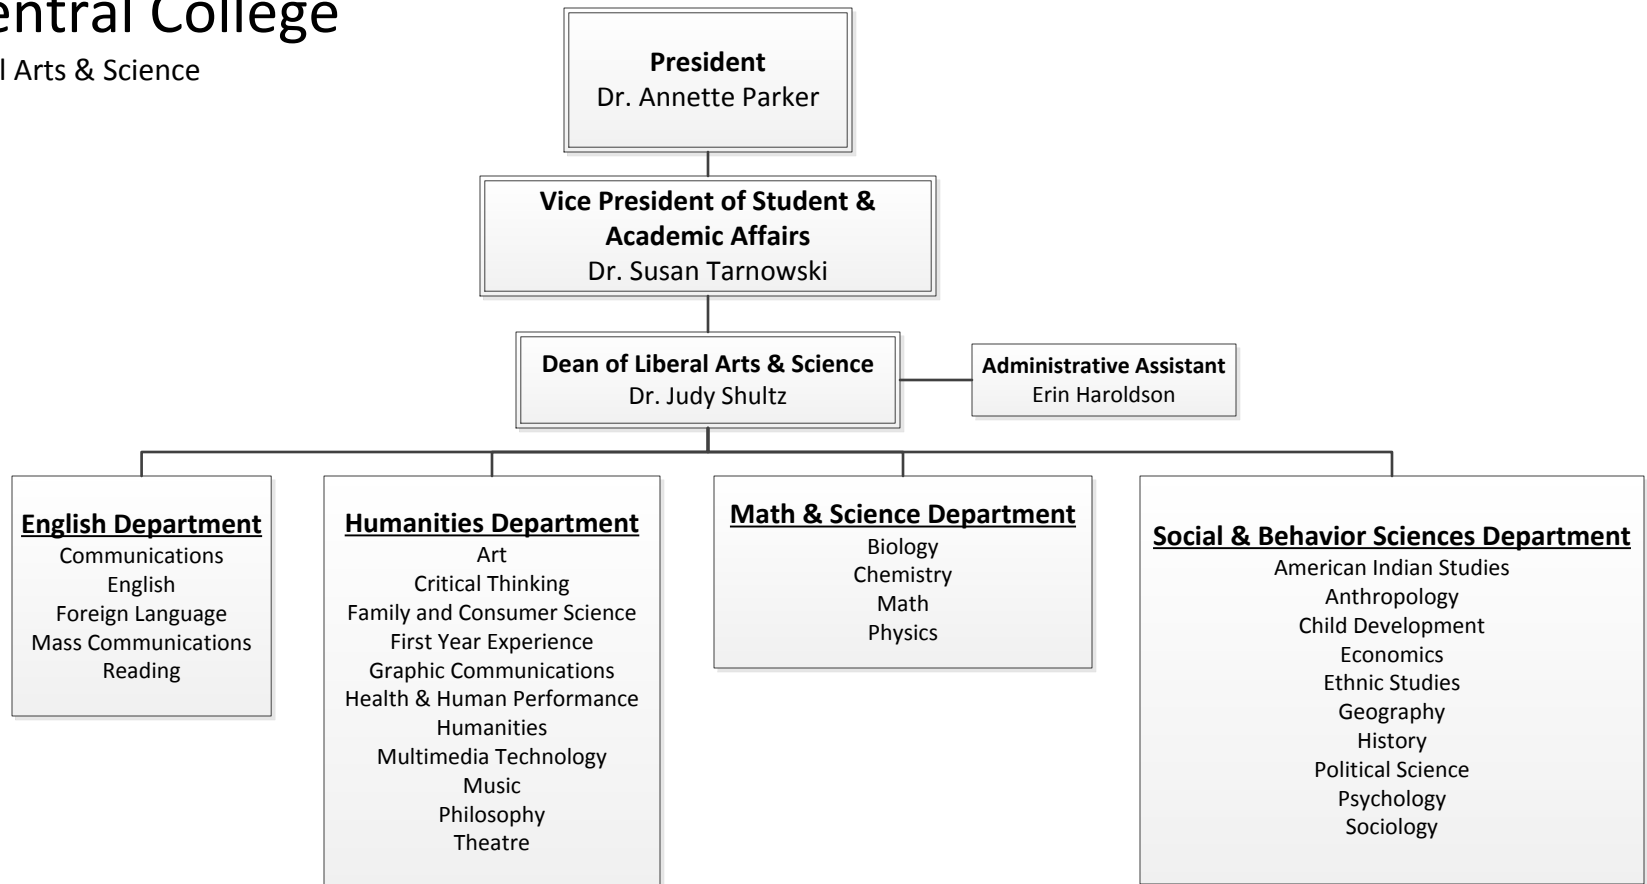 entral College
l Arts & Science
President
Dr. Annette Parker
Vice President of Student &
Academic Affairs
Dr. Susan Tarnowski
Dean of Liberal Arts & Science
Dr. Judy Shultz
Administrative Assistant
Erin Haroldson
English Department
Communications
English
Foreign Language
Mass Communications
Reading
Humanities Department
Art
Critical Thinking
Family and Consumer Science
First Year Experience
Graphic Communications
Health & Human Performance
Humanities
Multimedia Technology
Music
Philosophy
Theatre
Math & Science Department
Biology
Chemistry
Math
Physics
Social & Behavior Sciences Department
American Indian Studies
Anthropology
Child Development
Economics
Ethnic Studies
Geography
History
Political Science
Psychology
Sociology